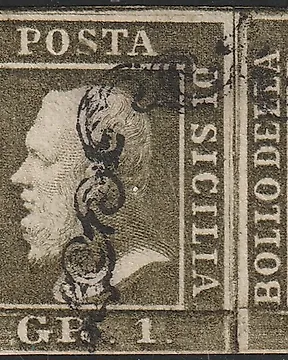 POSTA
DI SICILIA
BOLLO DELLA
GR. 1.